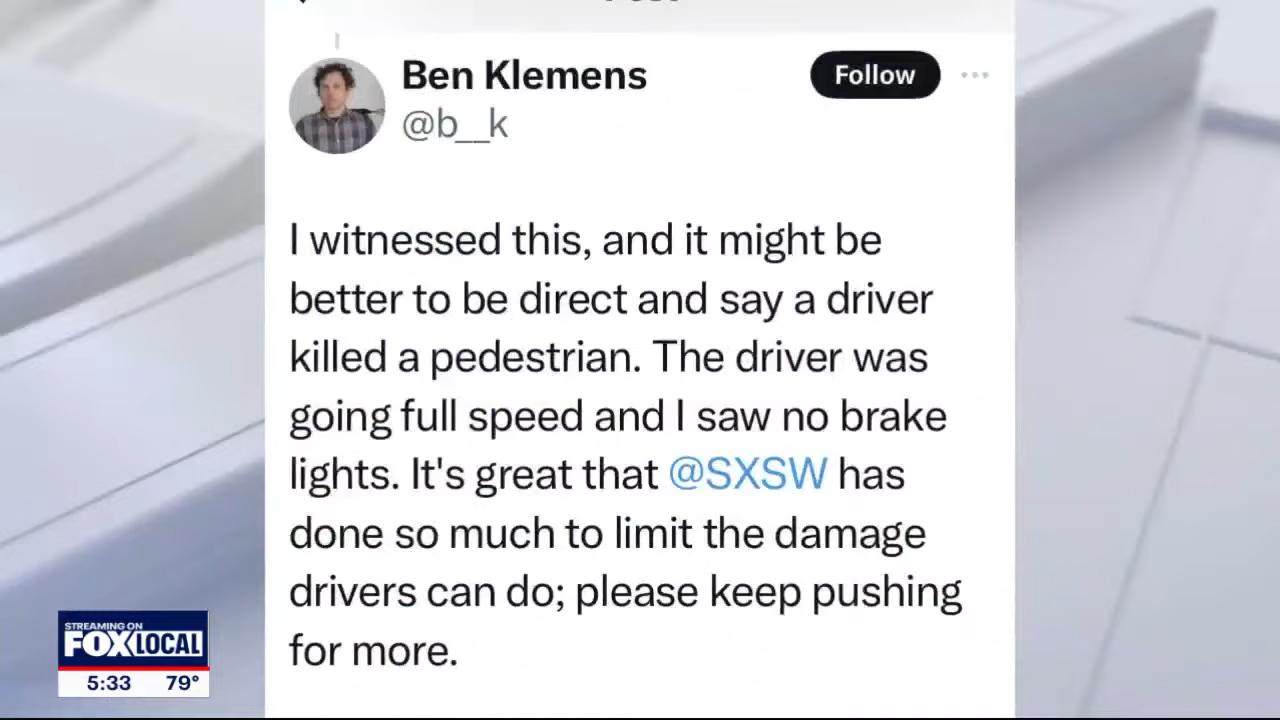 Ben Klemens
Follow
@b__k
I witnessed this, and it might be
better to be direct and say a driver
killed a pedestrian. The driver was
going full speed and I saw no brake
lights. It's great that @SXSW has
done so much to limit the damage
drivers can do; please keep pushing
for more.
STREAMING ON
FOX LOCAL
5:33 79°